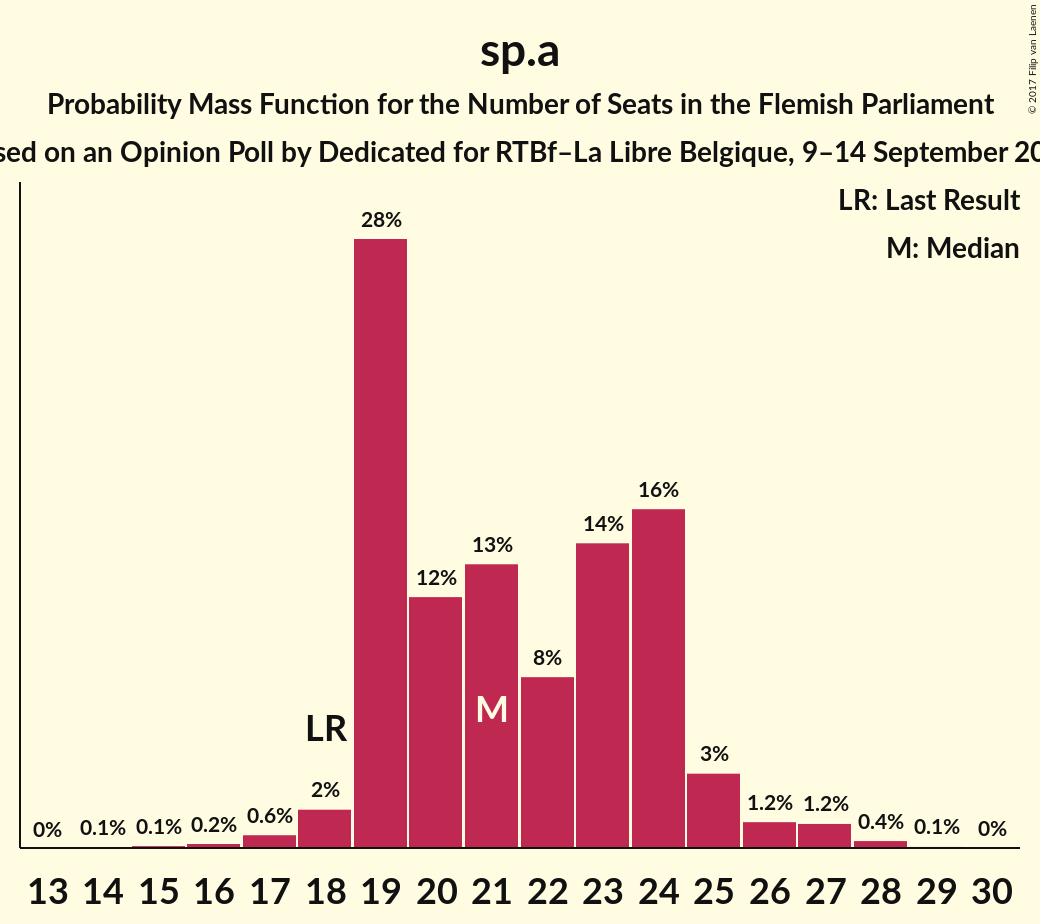 sp.a
Probability Mass Function for the Number of Seats in the Flemish Parliament
on an Opinion Poll by Dedicated for RTBf–La Libre Belgique, 9–14 September
LR: Last Result
M: Median
© 2017 Filip van Laenen
0% 0.1% 0.1% 0.2% 0.6% 2% 28% 12% 13% 8% 14% 16% 3% 1.2% 1.2% 0.4% 0.1% 0%
LR
M
13 14 15 16 17 18 19 20 21 22 23 24 25 26 27 28 29 30